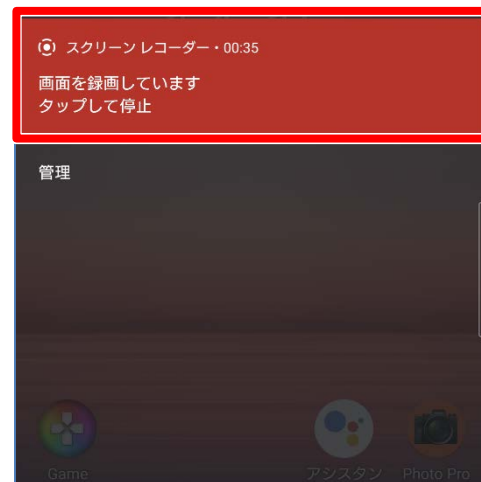 スクリーン レコーダー・00:35
画面を録画しています
タップして停止
管理
Game
アシスタン
Photo Pro